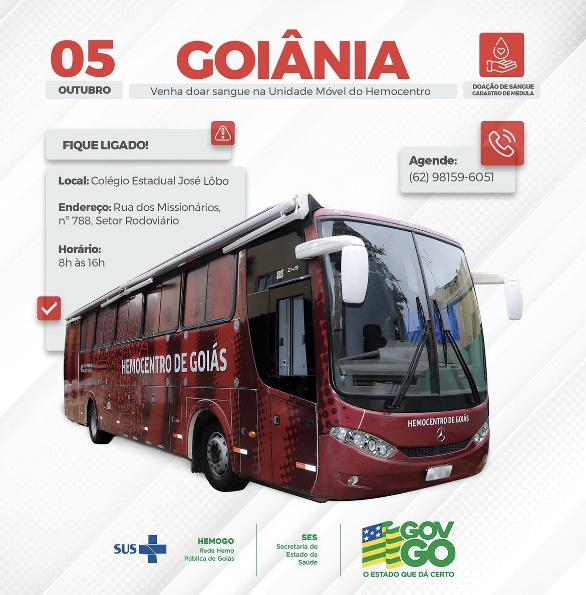 05
OUTUBRO
GOIÂNIA
Venha doar sangue na Unidade Móvel do Hemocentro
DOAÇÃO DE SANGUE
CADASTRO DE MEDULA
FIQUE LIGADO!
Local: Colégio Estadual José Lôbo
Endereço: Rua dos Missionários,
nº 788, Setor Rodoviário
Horário:
8h às 16h
Agende:
(62) 98159-6051
HEMOCENTRO DE GOIÁS
HEMOCENTRO DE GOIÁS
SUS
HEMOGO
Rede Hemo
Pública de Goiás
SES
Secretaria de
Estado da
Saúde
GOV
GO
O ESTADO QUE DÁ CERTO